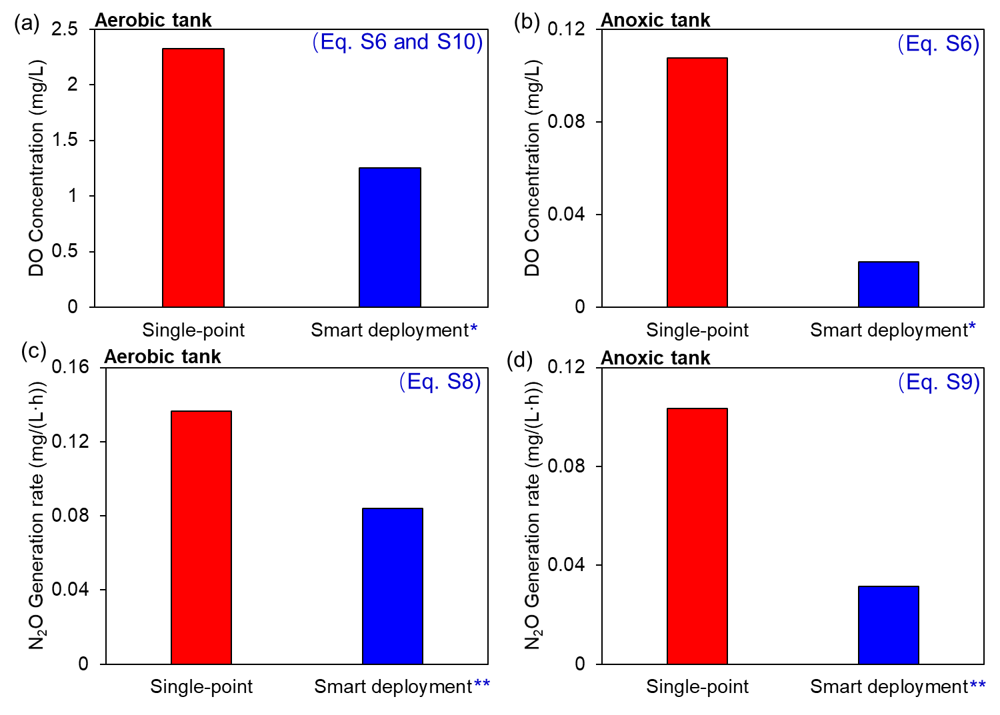 (a) Aerobic tank
(Eq. S6 and S10)
DO Concentration (mg/L)
2.5
2
1.5
1
0.5
0
Single-point
Smart deployment*
(b) Anoxic tank
(Eq. S6)
DO Concentration (mg/L)
0.12
0.08
0.04
0
Single-point
Smart deployment*
(c) Aerobic tank
(Eq. S8)
N₂O Generation rate (mg/(L·h))
0.16
0.12
0.08
0.04
0
Single-point
Smart deployment**
(d) Anoxic tank
(Eq. S9)
N₂O Generation rate (mg/(L·h))
0.12
0.08
0.04
0
Single-point
Smart deployment**